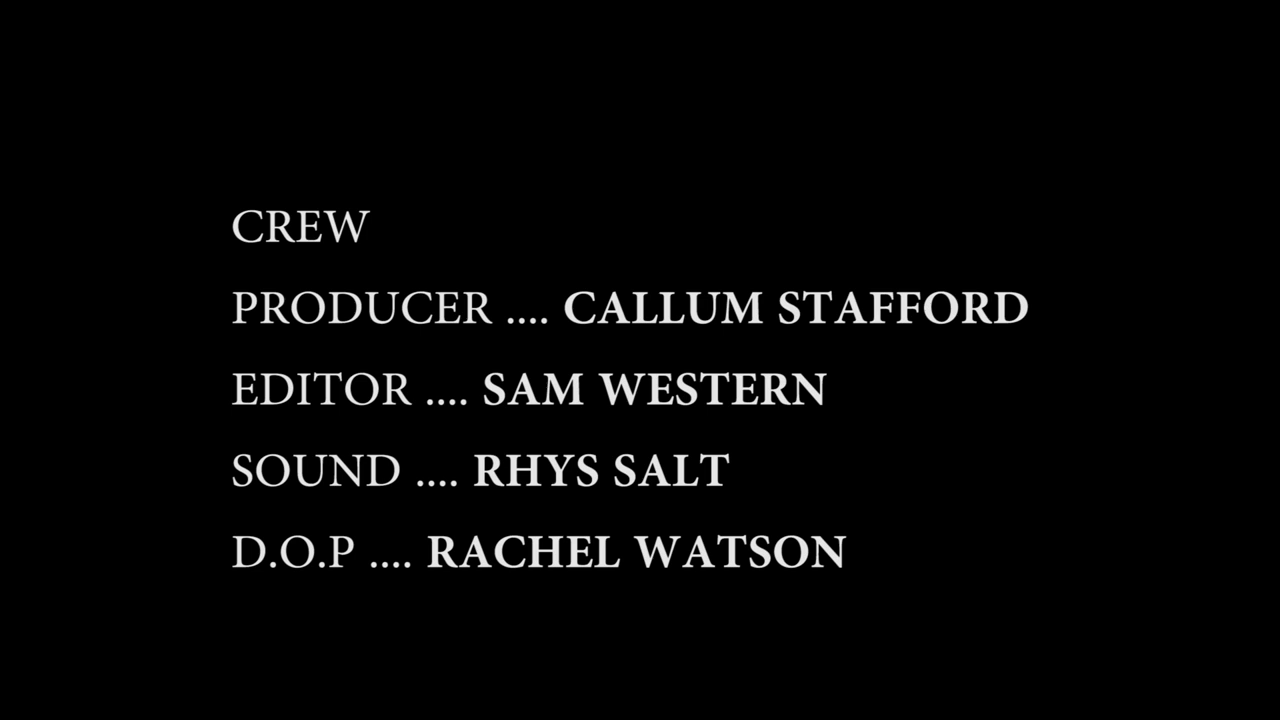 CREW
PRODUCER .... CALLUM STAFFORD
EDITOR .... SAM WESTERN
SOUND .... RHYS SALT
D.O.P .... RACHEL WATSON